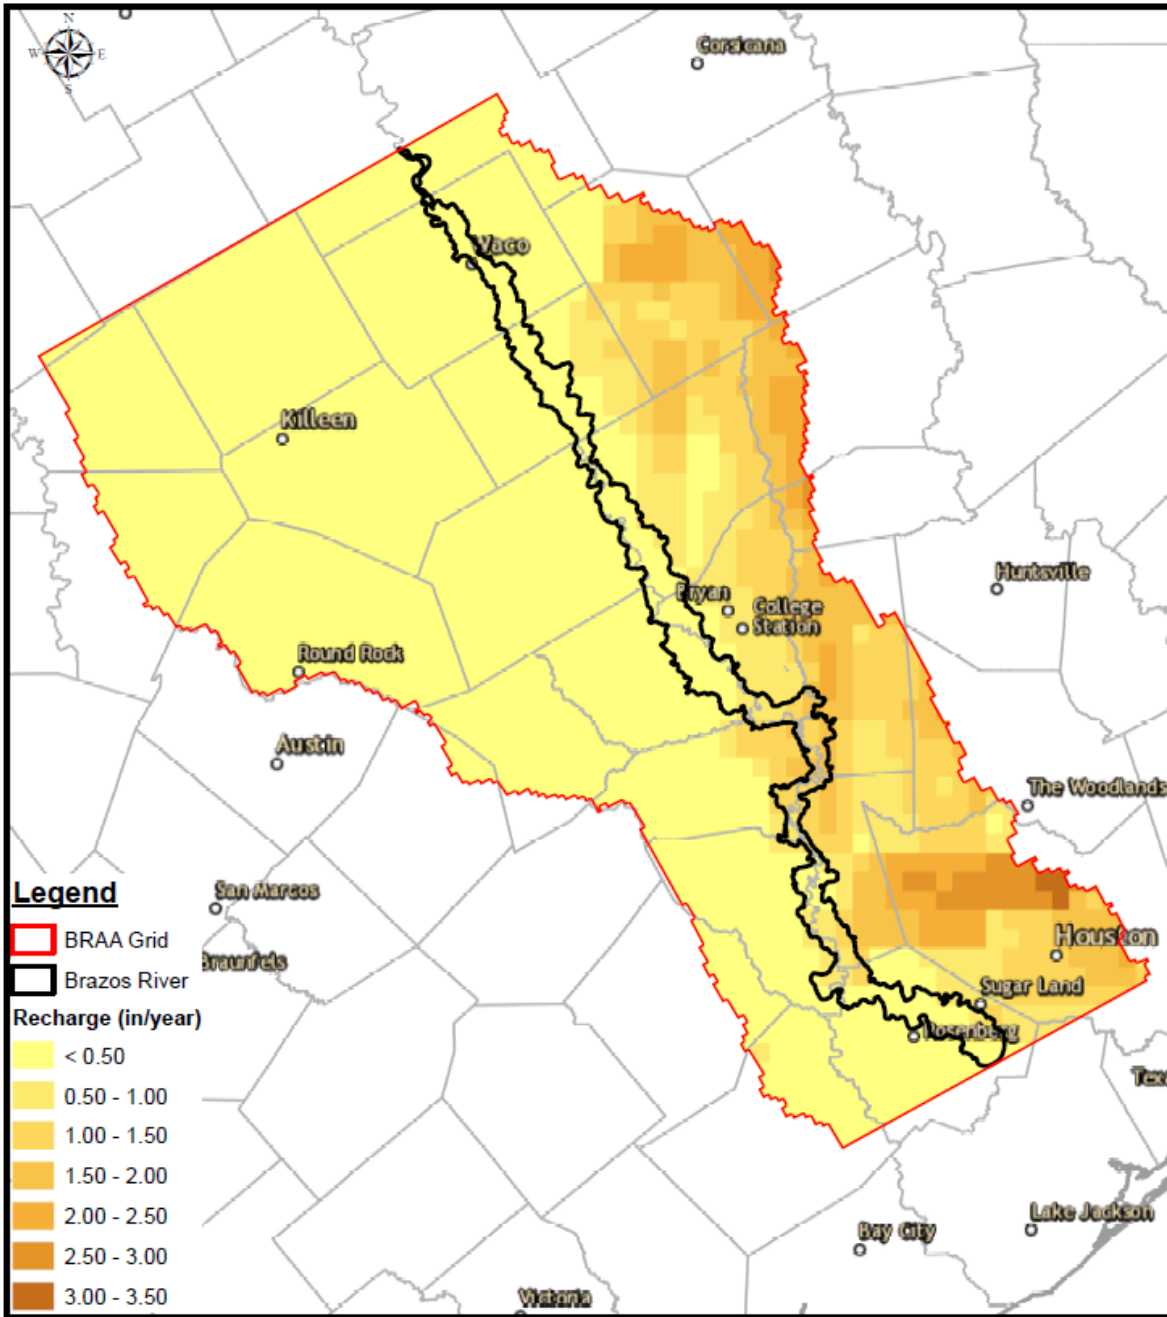 N
W E
S
Corsicana
Waco
Killeen
Bryan
College
Station
Huntsville
Round Rock
Austin
The Woodlands
Legend
San Marcos
BRAA Grid
Houston
Braunfels
Brazos River
Sugar Land
Recharge (in/year)
Rosenberg
< 0.50
0.50 - 1.00
1.00 - 1.50
1.50 - 2.00
2.00 - 2.50
Lake Jackson
Bay City
2.50 - 3.00
3.00 - 3.50
Victoria